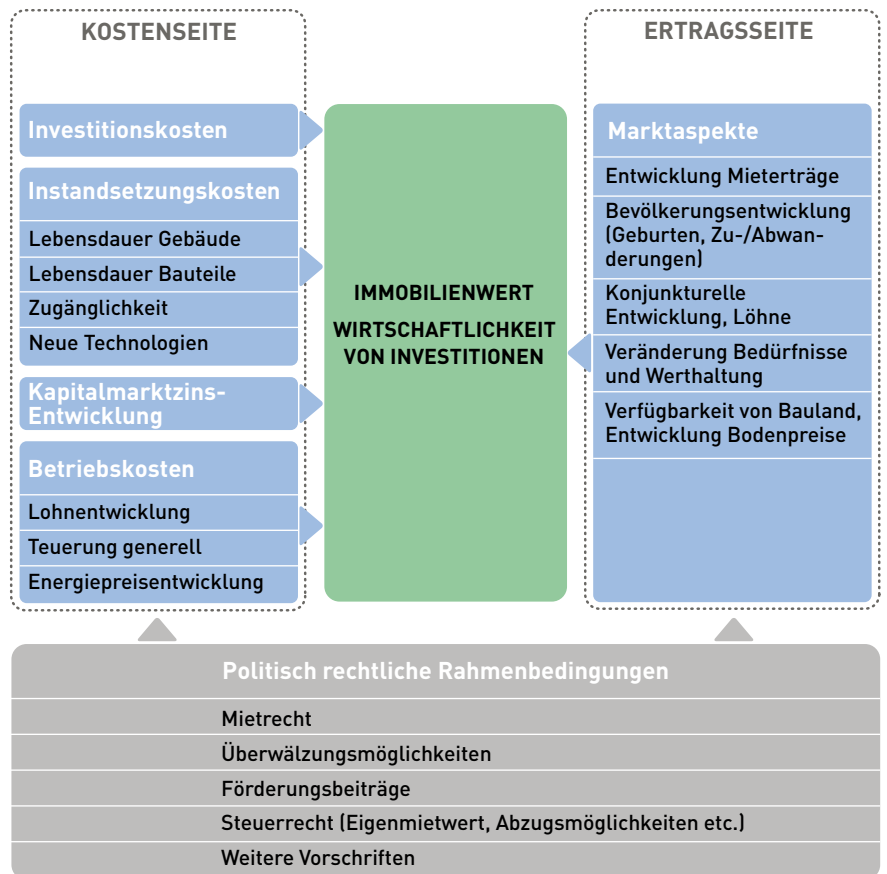 KOSTENSEITE
Investitionskosten
Instandsetzungskosten
Lebensdauer Gebäude
Lebensdauer Bauteile
Zugänglichkeit
Neue Technologien
Kapitalmarktzins-
Entwicklung
Betriebskosten
Lohnentwicklung
Teuerung generell
Energiepreisentwicklung
IMMOBILIENWERT
WIRTSCHAFTLICHKEIT
VON INVESTITIONEN
ERTRAGSSEITE
Marktaspekte
Entwicklung Mieterträge
Bevölkerungsentwicklung
(Geburten, Zu-/Abwan-
derungen)
Konjunkturelle
Entwicklung, Löhne
Veränderung Bedürfnisse
und Werthaltung
Verfügbarkeit von Bauland,
Entwicklung Bodenpreise
Politisch rechtliche Rahmenbedingungen
Mietrecht
Überwälzungsmöglichkeiten
Förderungsbeiträge
Steuerrecht (Eigenmietwert, Abzugsmöglichkeiten etc.)
Weitere Vorschriften